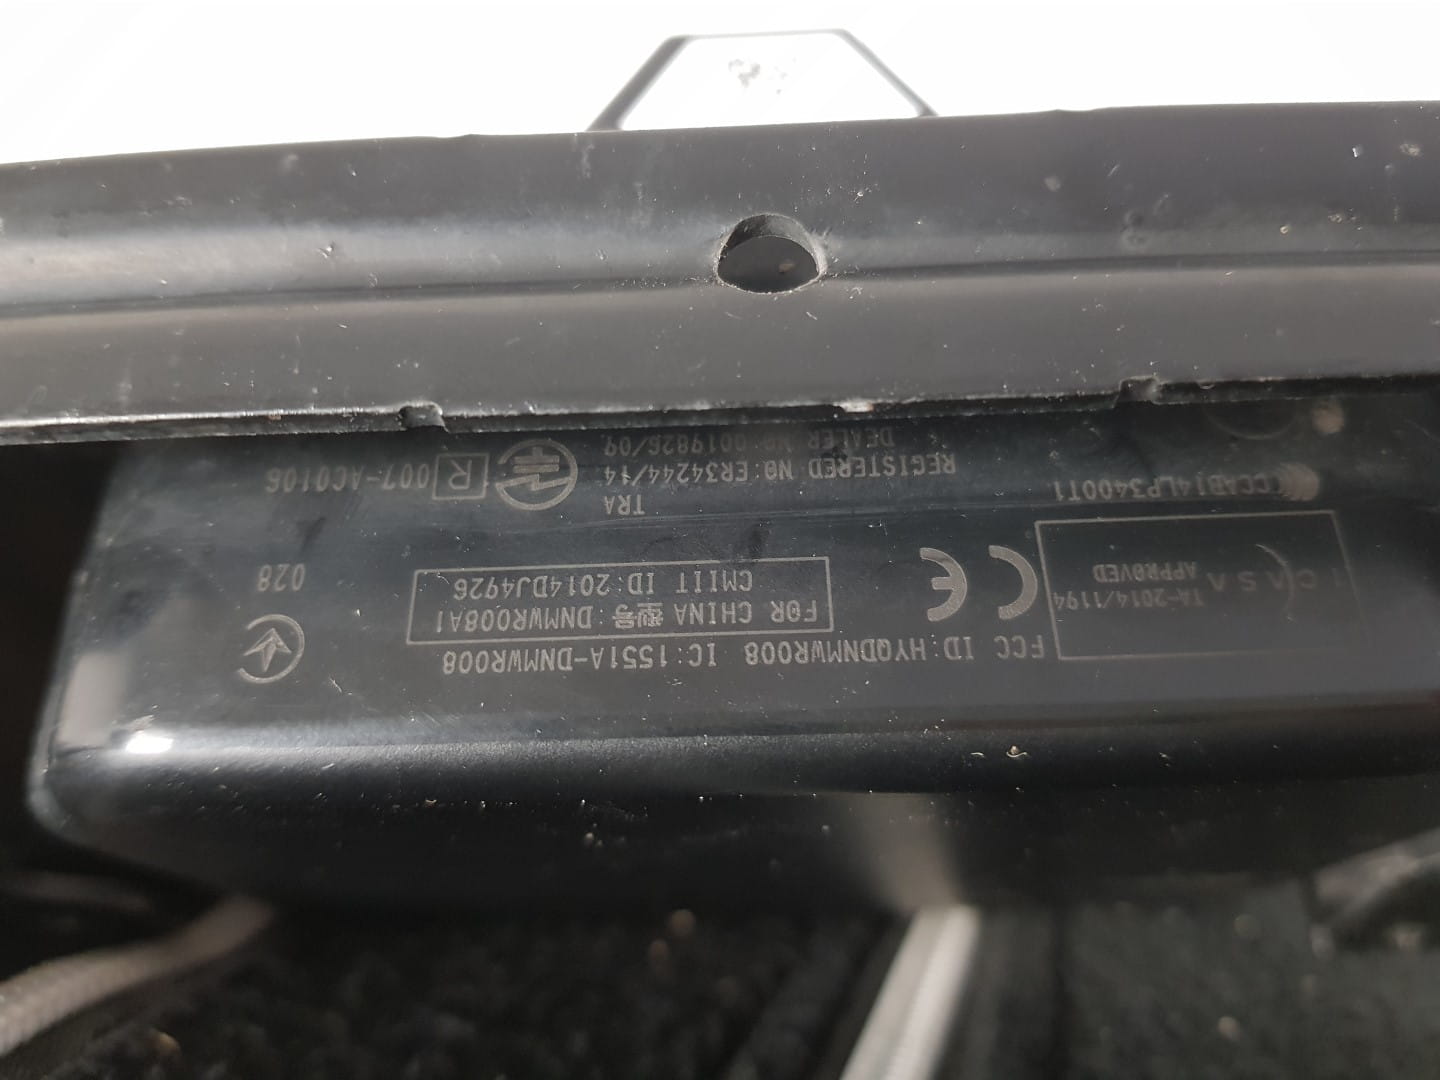 FCC ID:HYQDNMWR008 IC:1551A-DNMWR008
ICASA
TA-2014/1194
APPROVED
FOR CHINA 型号: DNMWR008A1
CMIIT ID:2014DJ4926
028
CCAB14LP3400T1
TRA
REGISTERED No:ER34244/14
DEALER No:0019826/09
R 007-AC0106